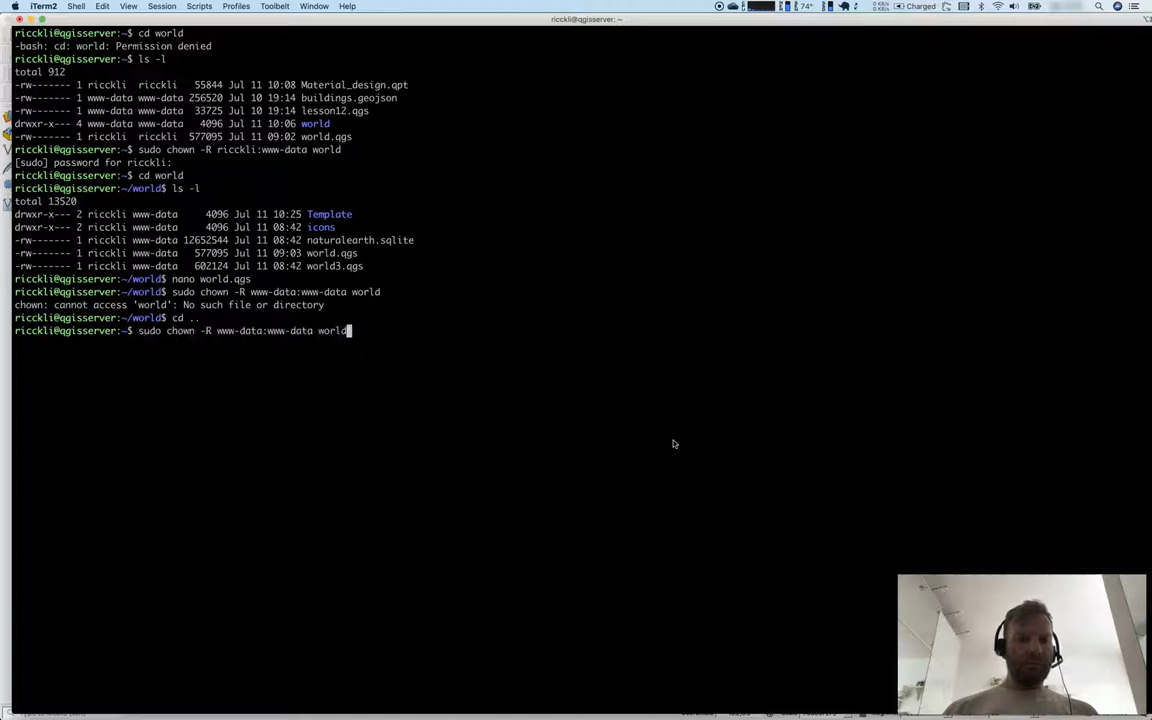 iTerm2 Shell Edit View Session Scripts Profiles Toolbelt Window Help 74° 0 KB/s 0 KB/s Charged
ricckli@qgisserver: ~
ricckli@qgisserver:~$ cd world
-bash: cd: world: Permission denied
ricckli@qgisserver:~$ ls -l
total 912
-rw------- 1 ricckli ricckli 55844 Jul 11 10:08 Material_design.qpt
-rw------- 1 www-data www-data 256520 Jul 10 19:14 buildings.geojson
-rw------- 1 www-data www-data 33725 Jul 10 19:14 lesson12.qgs
drwxr-x--- 4 www-data www-data 4096 Jul 11 10:06 world
-rw------- 1 ricckli ricckli 577095 Jul 11 09:02 world.qgs
ricckli@qgisserver:~$ sudo chown -R ricckli:www-data world
[sudo] password for ricckli:
ricckli@qgisserver:~$ cd world
ricckli@qgisserver:~/world$ ls -l
total 13520
drwxr-x--- 2 ricckli www-data 4096 Jul 11 10:25 Template
drwxr-x--- 2 ricckli www-data 4096 Jul 11 08:42 icons
-rw------- 1 ricckli www-data 12652544 Jul 11 08:42 naturalearth.sqlite
-rw------- 1 ricckli www-data 577095 Jul 11 09:03 world.qgs
-rw------- 1 ricckli www-data 602124 Jul 11 08:42 world3.qgs
ricckli@qgisserver:~/world$ nano world.qgs
ricckli@qgisserver:~/world$ sudo chown -R www-data:www-data world
chown: cannot access 'world': No such file or directory
ricckli@qgisserver:~/world$ cd ..
ricckli@qgisserver:~$ sudo chown -R www-data:www-data world